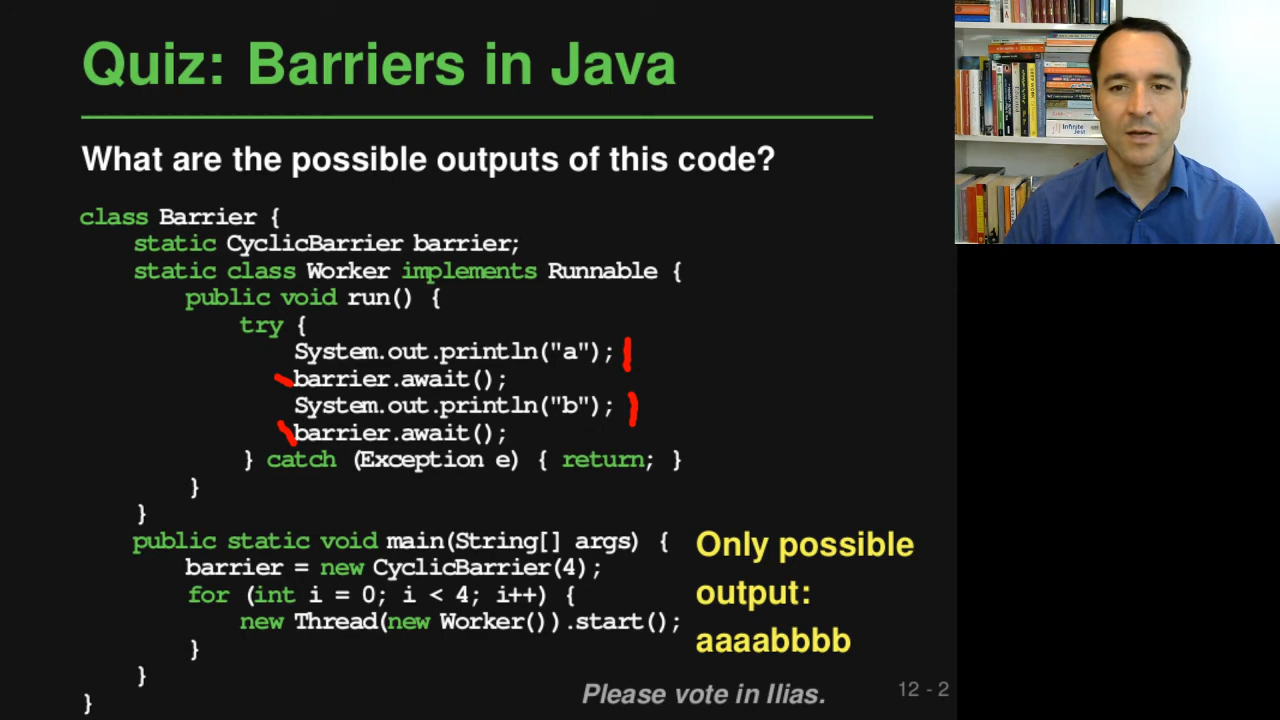 Quiz: Barriers in Java
What are the possible outputs of this code?
class Barrier {
static CyclicBarrier barrier;
static class Worker implements Runnable {
public void run() {
try {
System.out.println("a");
barrier.await();
System.out.println("b");
barrier.await();
} catch (Exception e) { return; }
}
}
public static void main(String[] args) {
barrier = new CyclicBarrier(4);
for (int i = 0; i < 4; i++) {
new Thread(new Worker()).start();
}
}
}
Only possible
output:
aaaabbbb
Please vote in Ilias.
12 - 2
Infinite
Jest